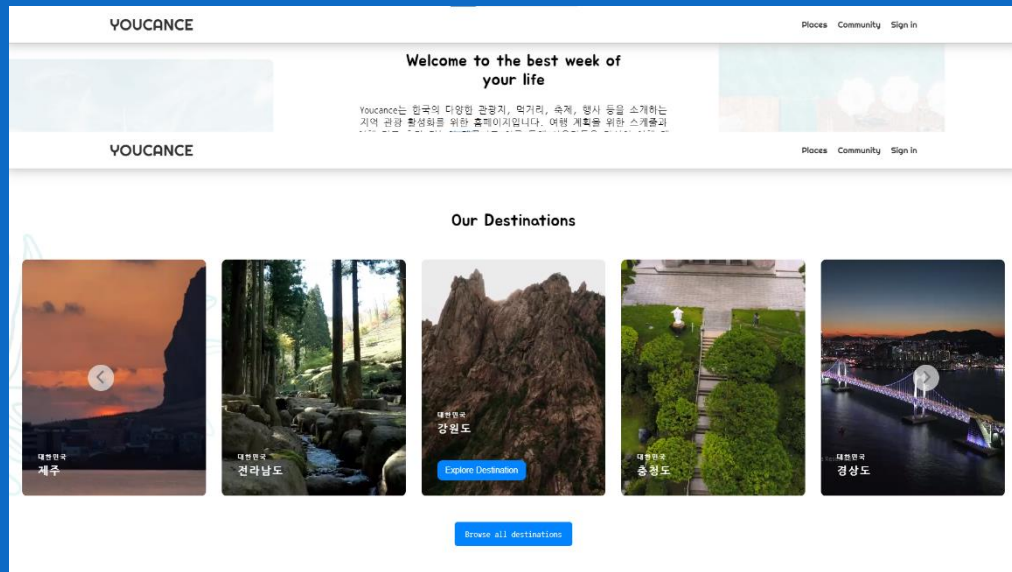 YOUCANCE
Places Community Sign in
Welcome to the best week of
your life
Youcance는 한국의 다양한 관광지, 먹거리, 축제, 행사 등을 소개하는
지역 관광 활성화를 위한 홈페이지입니다. 여행 계획을 위한 스케줄과
YOUCANCE
Places Community Sign in
Our Destinations
대한민국
제주
대한민국
전라남도
대한민국
강원도
Explore Destination
대한민국
충청도
대한민국
경상도
Browse all destinations